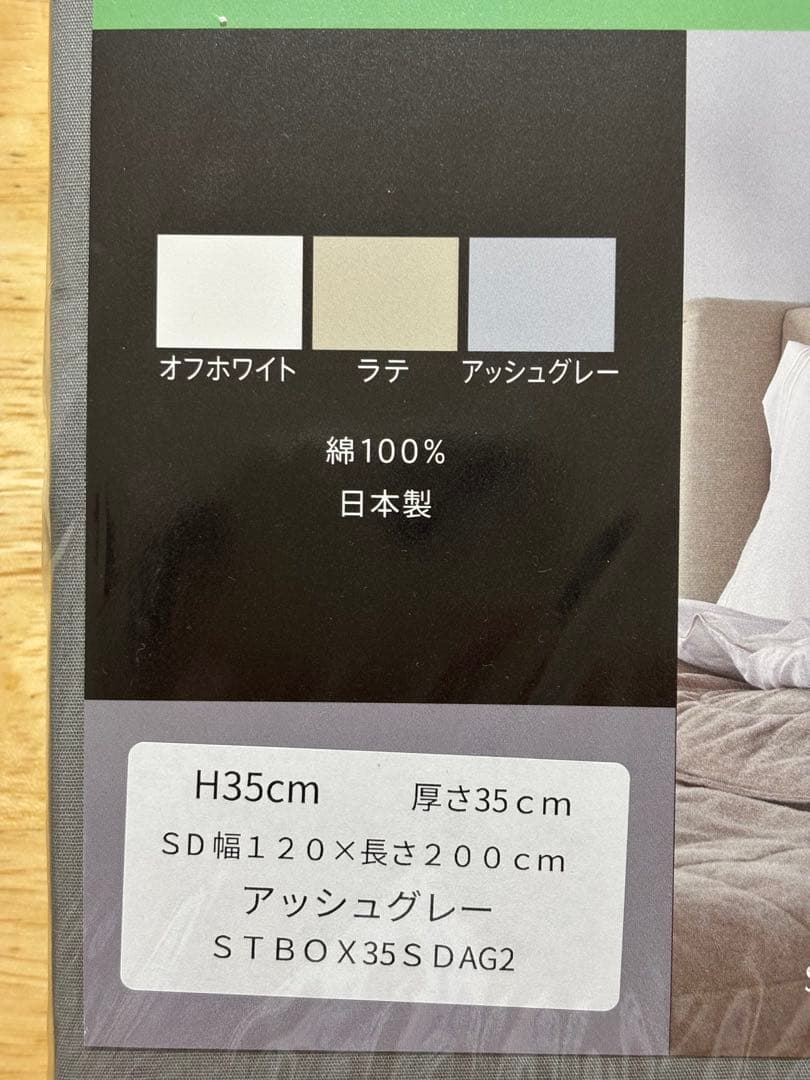 オフホワイト ラテ アッシュグレー
綿100%
日本製
H35cm 厚さ35ｃｍ
ＳＤ幅１２０×長さ２００ｃｍ
アッシュグレー
ＳＴＢＯＸ35ＳＤAG2